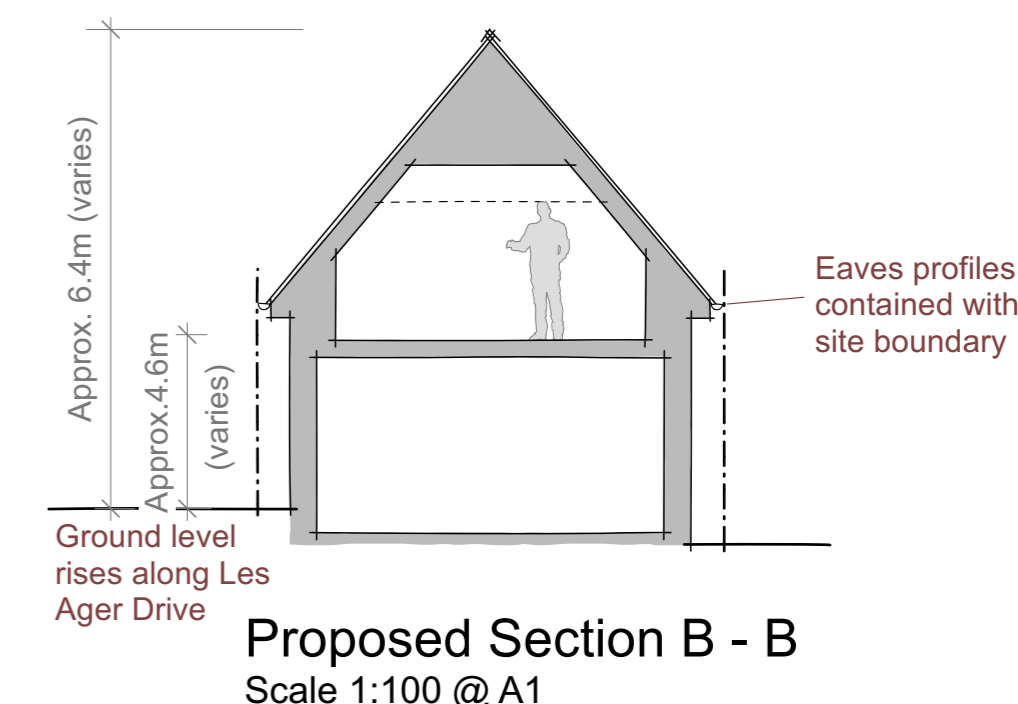 Approx. 6.4m (varies)
Approx.4.6m
(varies)
Eaves profiles
contained with
site boundary
Ground level
rises along Les
Ager Drive
Proposed Section B - B
Scale 1:100 @ A1